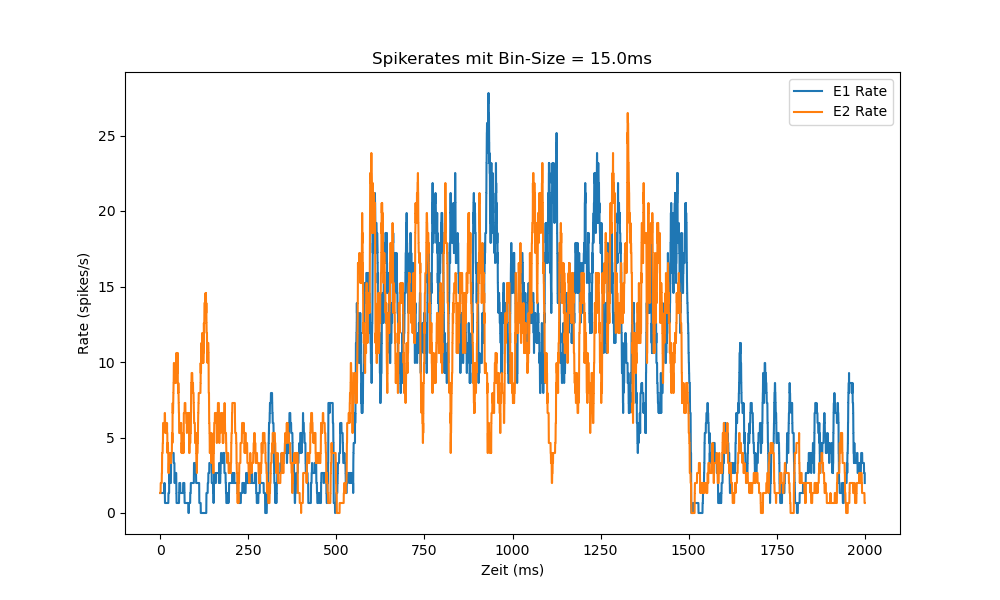 Spikerates mit Bin-Size = 15.0ms
E1 Rate
E2 Rate
Rate (spikes/s)
25
20
15
10
5
0
0 250 500 750 1000 1250 1500 1750 2000
Zeit (ms)